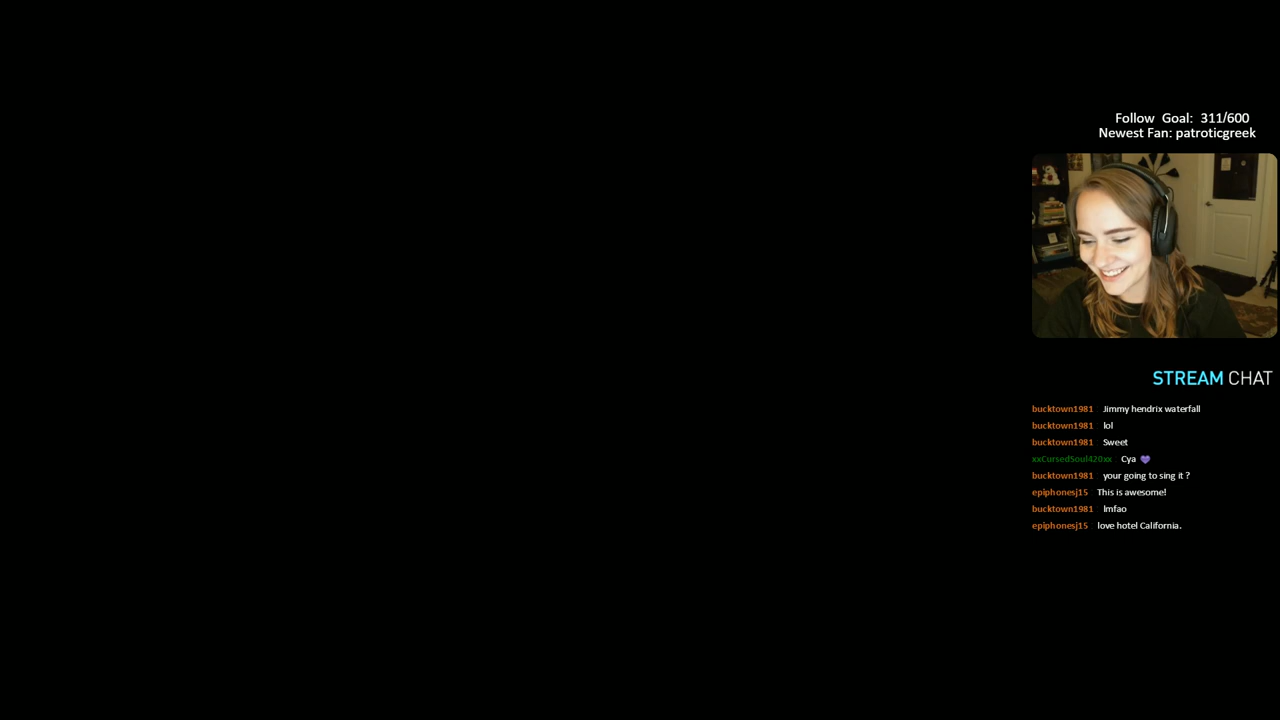 Follow Goal: 311/600
Newest Fan: patroticgreek
STREAM CHAT
bucktown1981 Jimmy hendrix waterfall
bucktown1981 lol
bucktown1981 Sweet
xxCursedSoul420xx Cya 💜
bucktown1981 your going to sing it ?
epiphonesj15 This is awesome!
bucktown1981 lmfao
epiphonesj15 love hotel California.